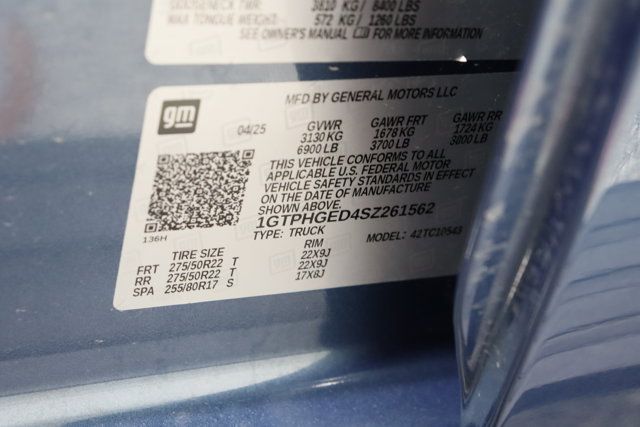 3810 KG/ 8400 LBS
MAX TONGUE WEIGHT: 572 KG / 1260 LBS
SEE OWNER'S MANUAL FOR MORE INFORMATION
gm
MFD BY GENERAL MOTORS LLC
04/25 GVWR GAWR FRT GAWR RR
3130 KG 1678 KG 1724 KG
6900 LB 3700 LB 3800 LB
THIS VEHICLE CONFORMS TO ALL
APPLICABLE U.S. FEDERAL MOTOR
VEHICLE SAFETY STANDARDS IN EFFECT
ON THE DATE OF MANUFACTURE
SHOWN ABOVE.
1GTPHGED4SZ261562
136H TYPE: TRUCK MODEL: 42TC10543
TIRE SIZE RIM
FRT 275/50R22 T 22X9J
RR 275/50R22 T 22X9J
SPA 255/80R17 S 17X8J